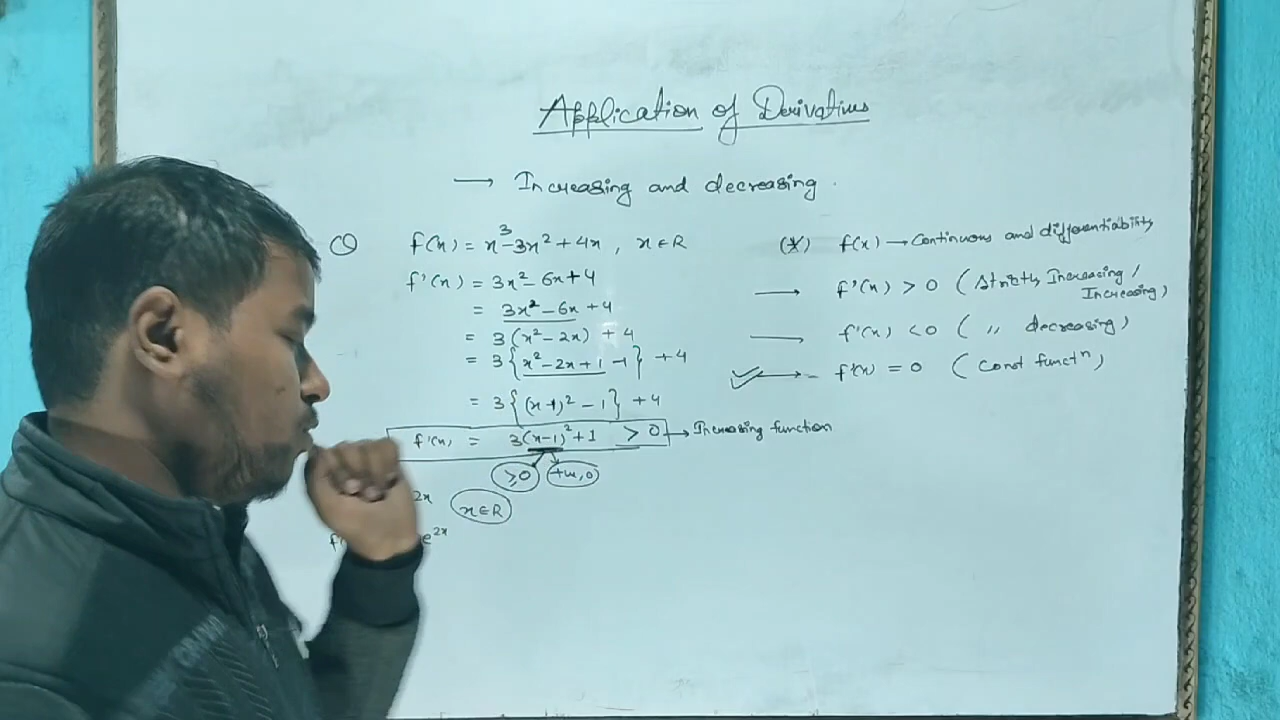 Application of Derivatives
→ Increasing and decreasing.
Q f(x) = x³-3x²+4x, x∈R
f'(x) = 3x²-6x+4
= 3x²-6x+4
= 3(x²-2x)+4
= 3{x²-2x+1-1}+4
= 3{(x-1)²-1}+4
f'(x) = 3(x-1)²+1 > 0 → Increasing function
≥0 +ve,0
2x x∈R
f' e^{2x}
(*) f(x) → Continuous and differentiability
→ f'(x) > 0 (Strictly Increasing/
Increasing)
— f'(x) < 0 (,, decreasing)
✓→ f'(x) = 0 (Const functⁿ)